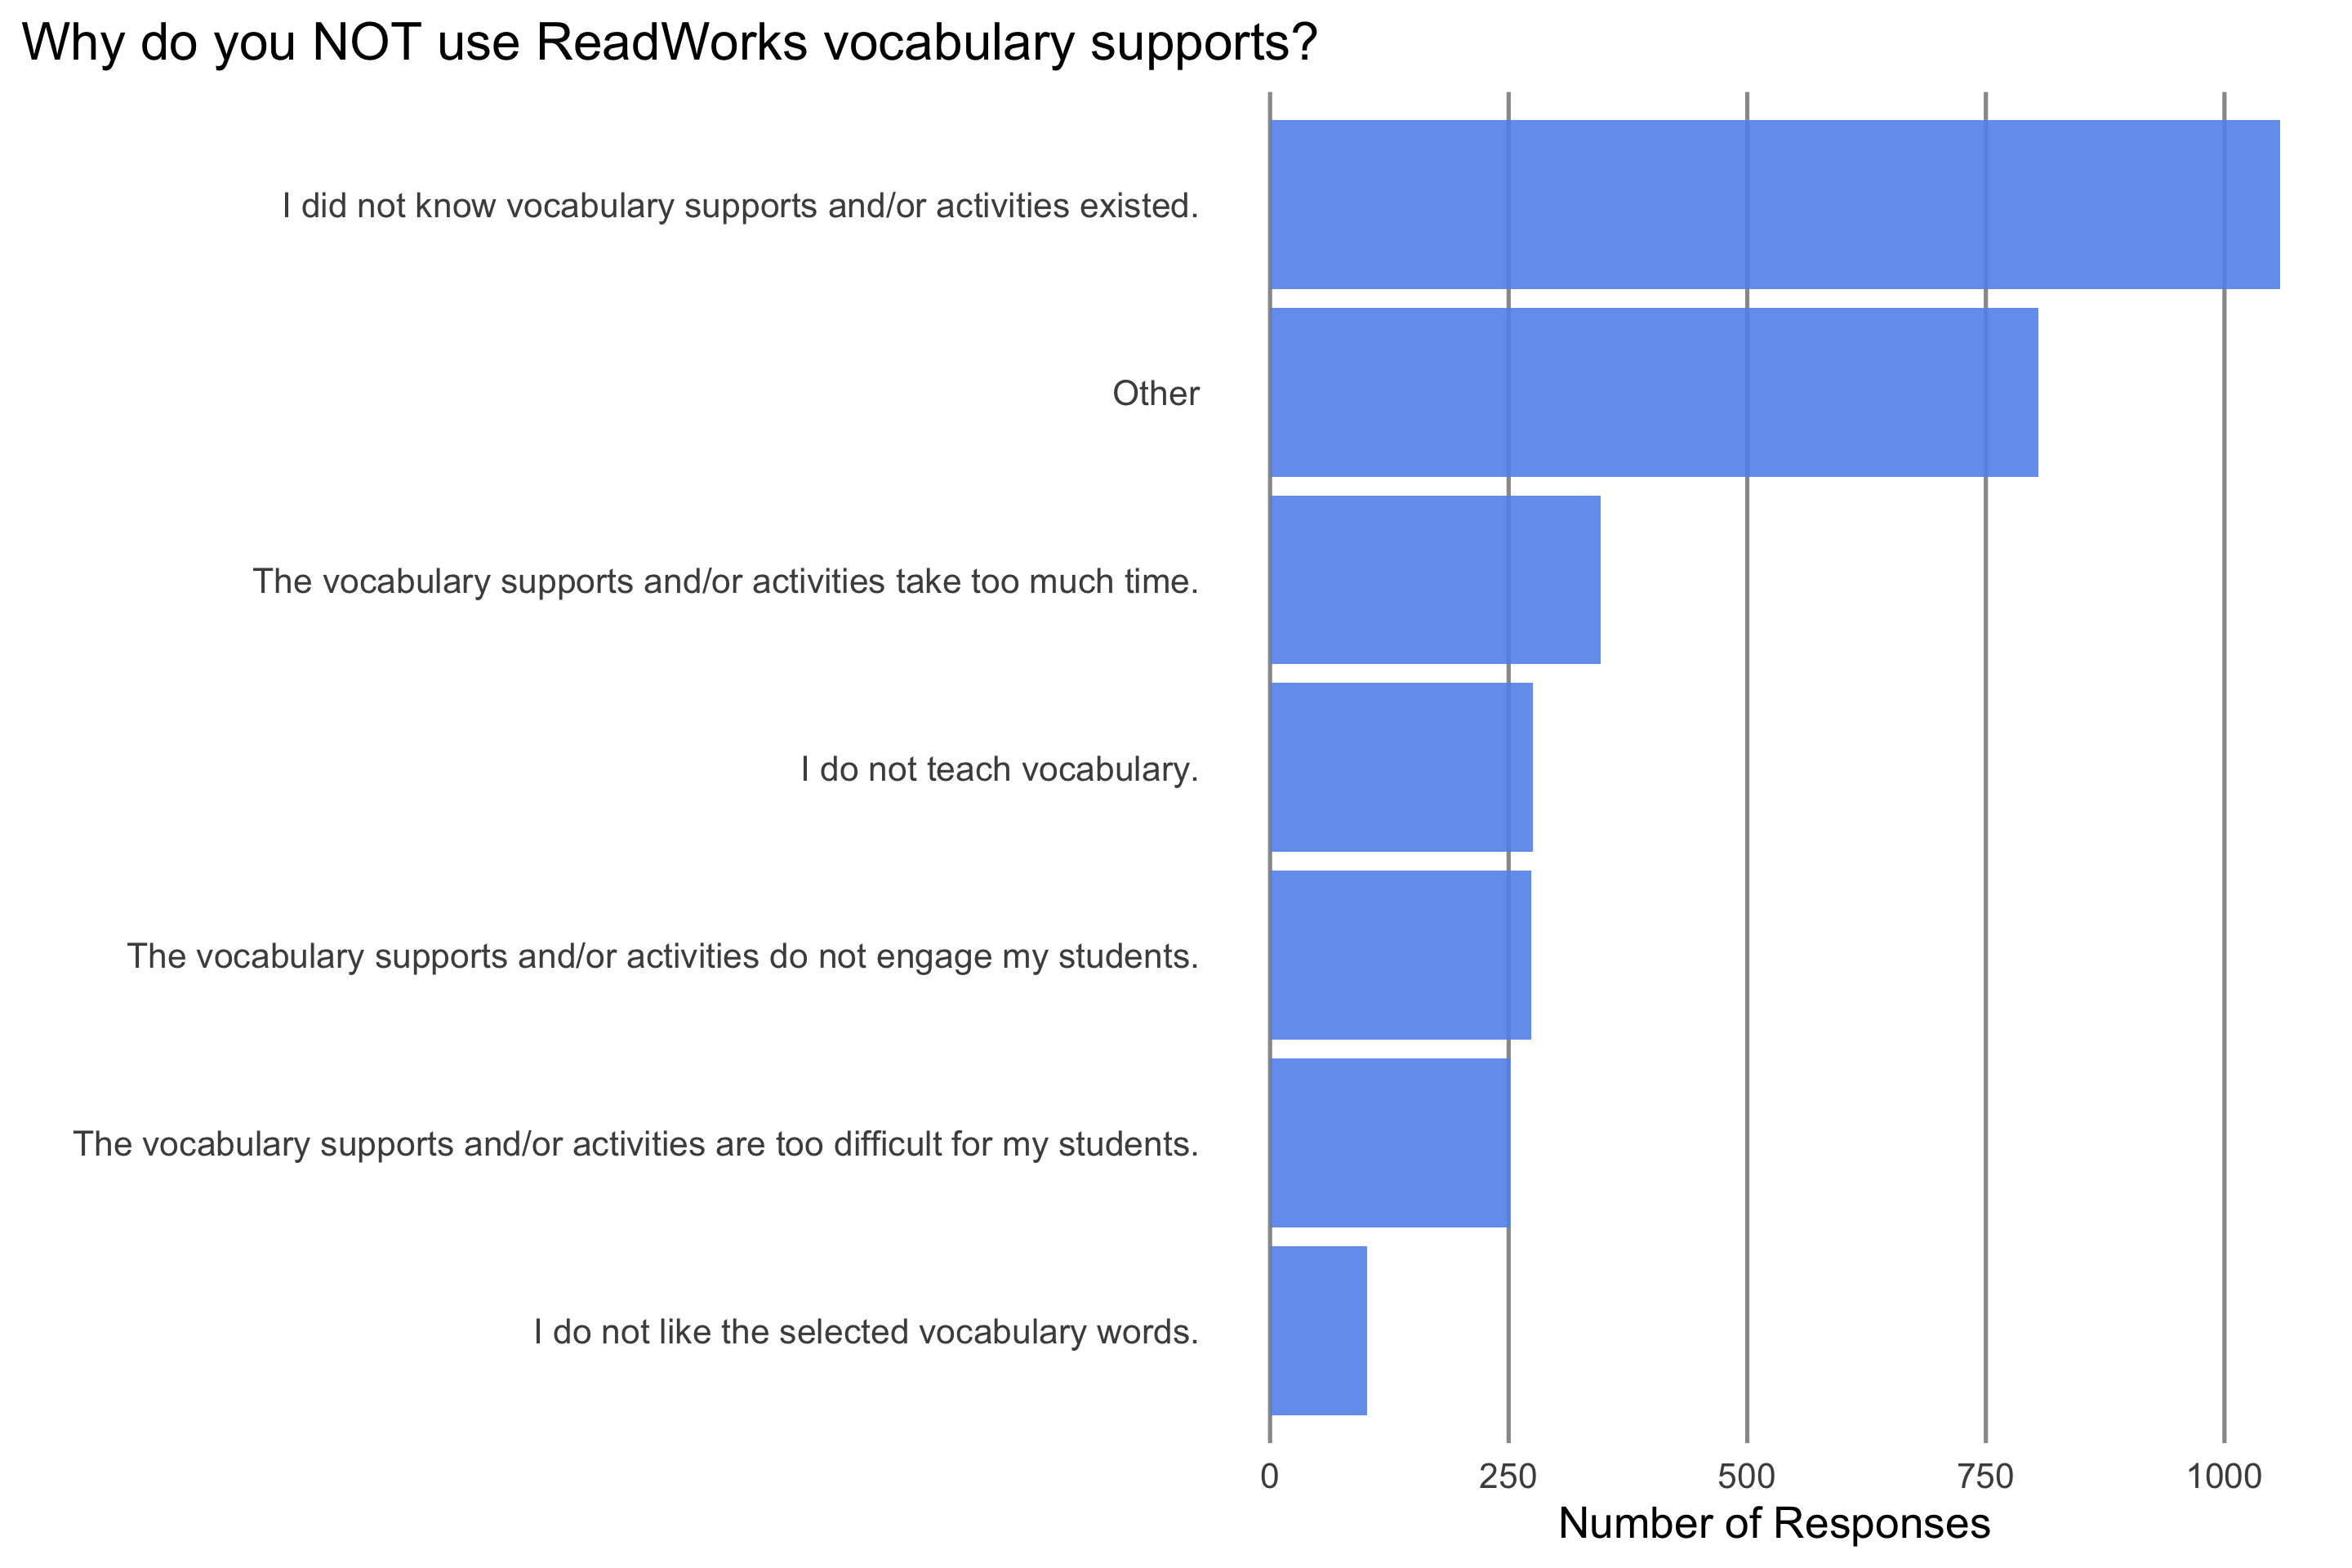 Why do you NOT use ReadWorks vocabulary supports?
I did not know vocabulary supports and/or activities existed.
Other
The vocabulary supports and/or activities take too much time.
I do not teach vocabulary.
The vocabulary supports and/or activities do not engage my students.
The vocabulary supports and/or activities are too difficult for my students.
I do not like the selected vocabulary words.
0 250 500 750 1000
Number of Responses